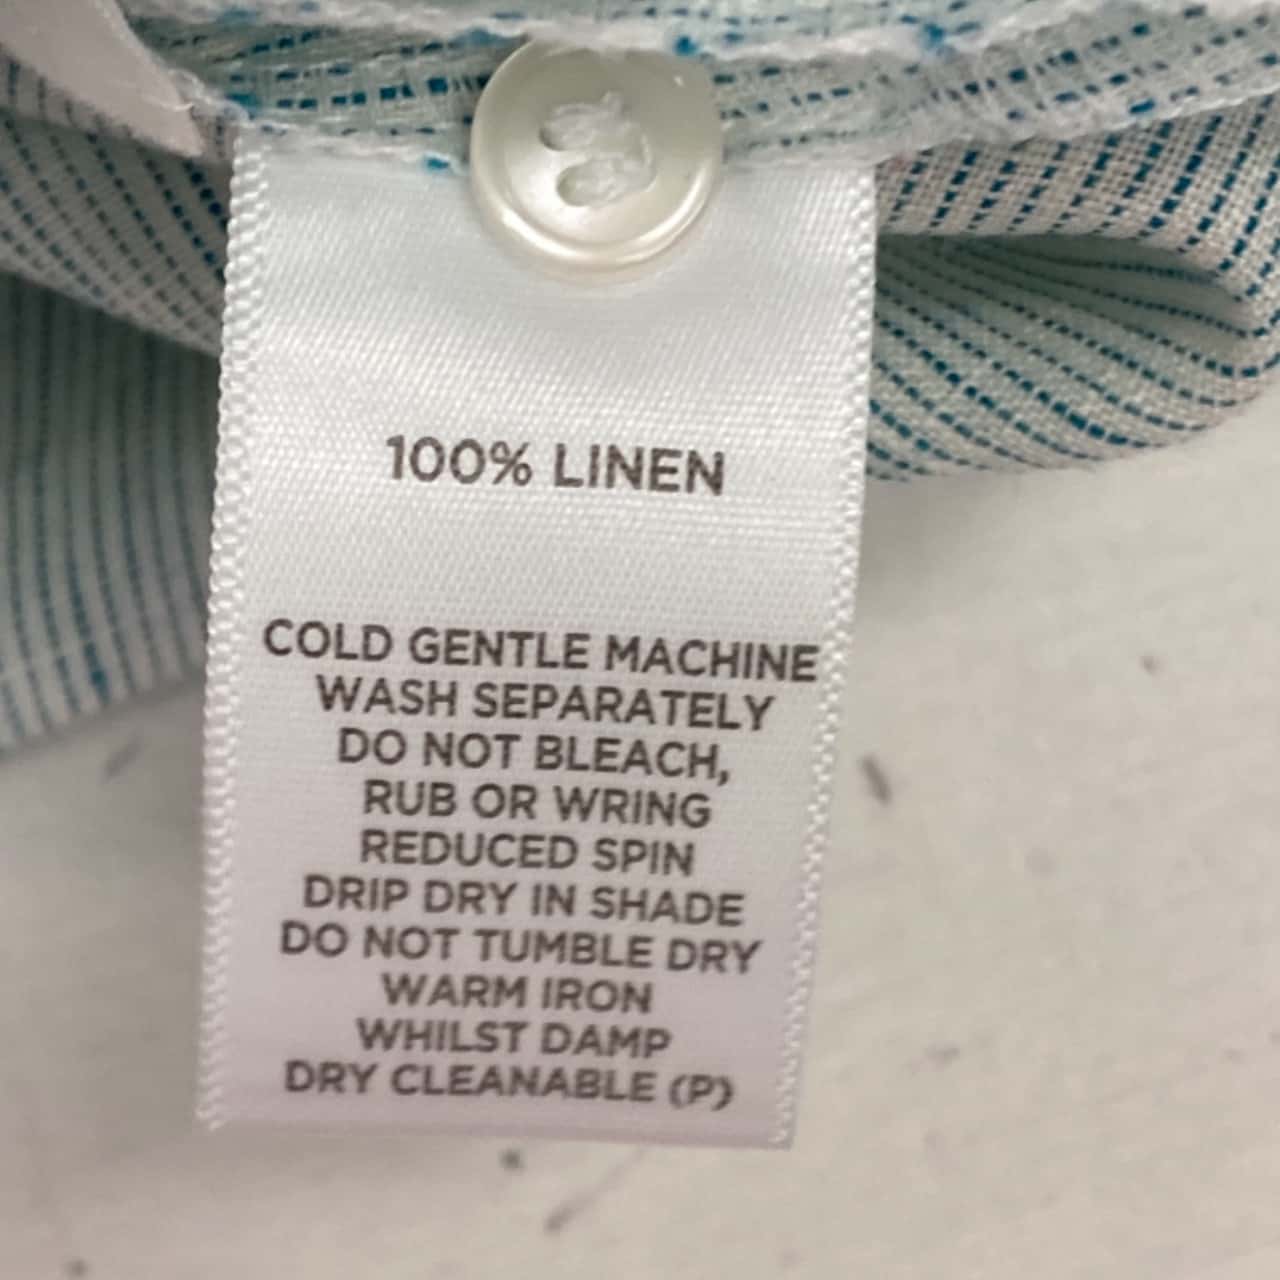 100% LINEN
COLD GENTLE MACHINE
WASH SEPARATELY
DO NOT BLEACH,
RUB OR WRING
REDUCED SPIN
DRIP DRY IN SHADE
DO NOT TUMBLE DRY
WARM IRON
WHILST DAMP
DRY CLEANABLE (P)